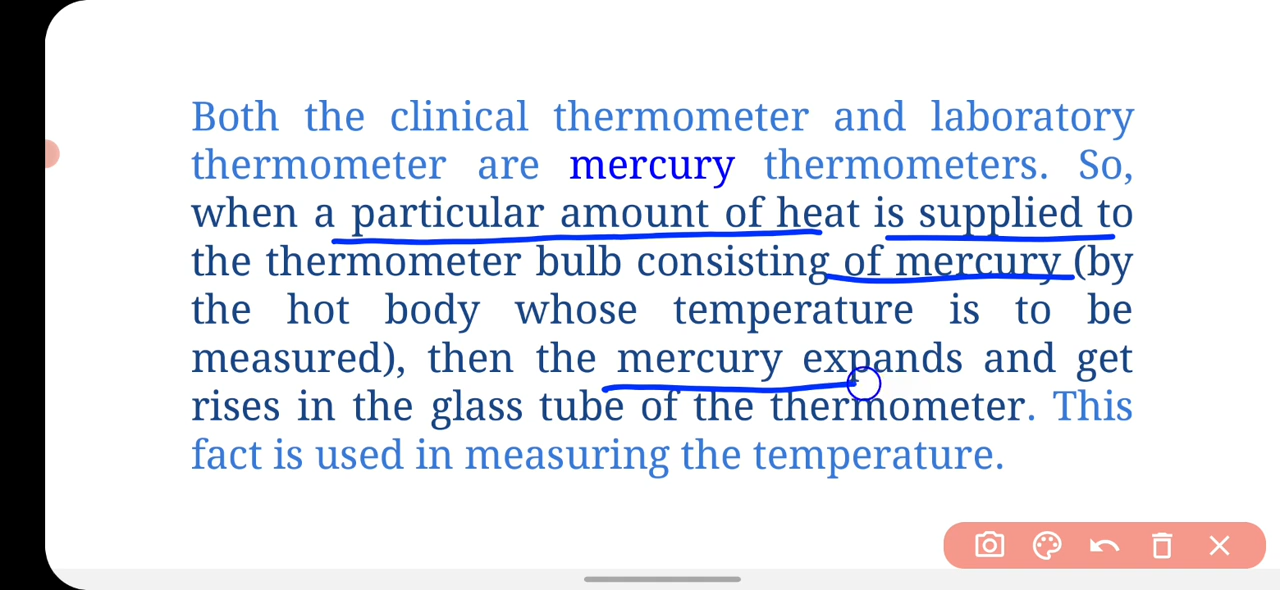 Both the clinical thermometer and laboratory
thermometer are mercury thermometers. So,
when a particular amount of heat is supplied to
the thermometer bulb consisting of mercury (by
the hot body whose temperature is to be
measured), then the mercury expands and get
rises in the glass tube of the thermometer. This
fact is used in measuring the temperature.